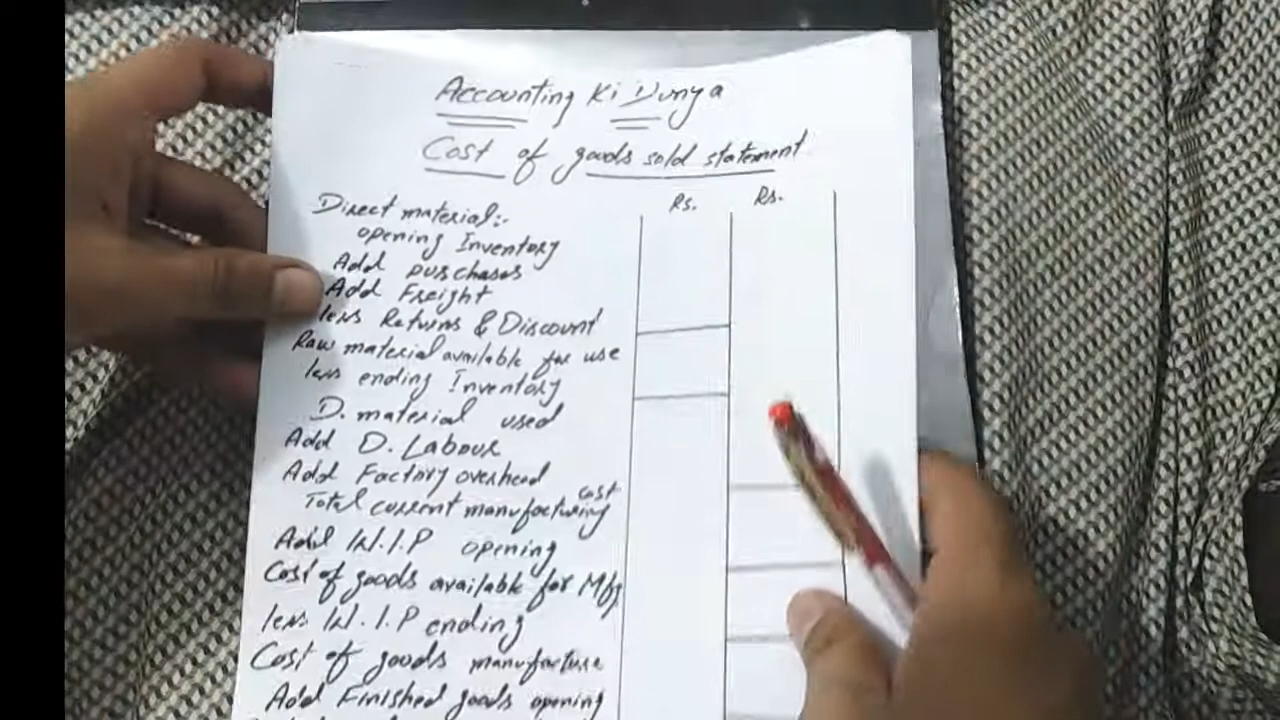 Accounting Ki Dunya
Cost of goods sold statement
Rs. Rs.
Direct material:-
opening Inventory
Add purchases
Add Freight
less Returns & Discount
Raw material available for use
less ending Inventory
D. material used
Add D. Labour
Add Factory overhead
Total current manufacturing cost
Add W.I.P opening
Cost of goods available for Mfg
less W.I.P ending
Cost of goods manufacture
Add Finished goods opening